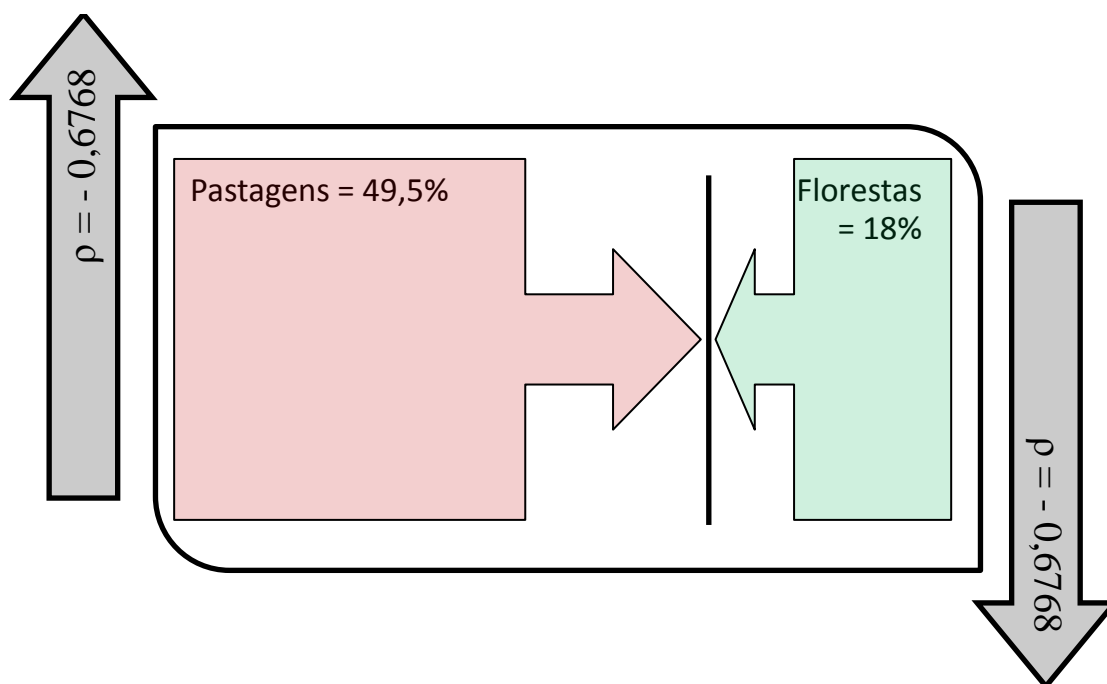 ρ = - 0,6768
Pastagens = 49,5%
Florestas
= 18%
ρ = - 0,6768